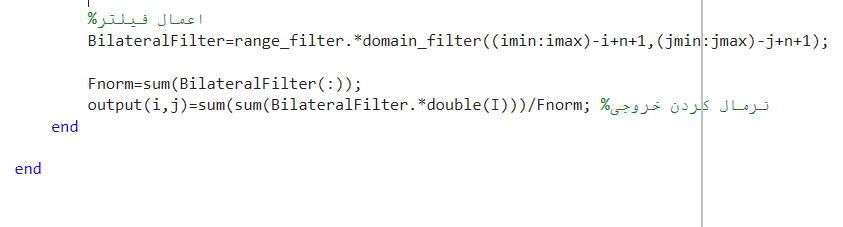 %اعمال فیلتر
BilateralFilter=range_filter.*domain_filter((imin:imax)-i+n+1,(jmin:jmax)-j+n+1);
Fnorm=sum(BilateralFilter(:));
output(i,j)=sum(sum(BilateralFilter.*double(I)))/Fnorm; %نرمال کردن خروجی
end
end